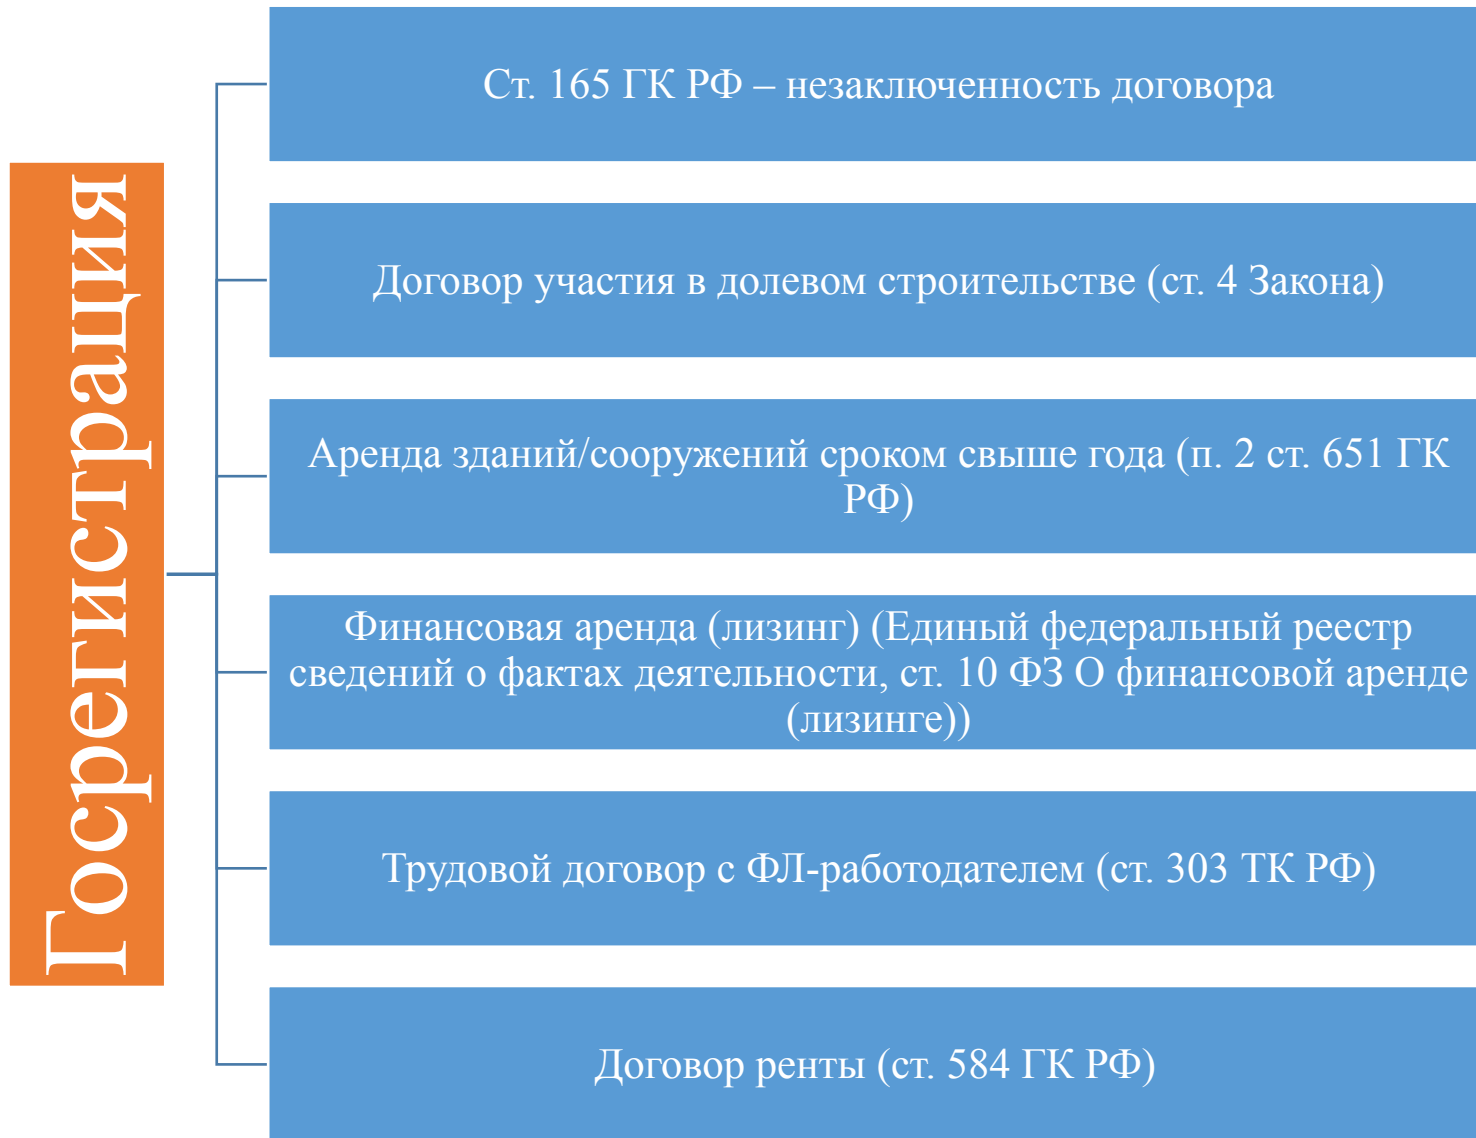 Госрегистрация
Ст. 165 ГК РФ – незаключенность договора
Договор участия в долевом строительстве (ст. 4 Закона)
Аренда зданий/сооружений сроком свыше года (п. 2 ст. 651 ГК
РФ)
Финансовая аренда (лизинг) (Единый федеральный реестр
сведений о фактах деятельности, ст. 10 ФЗ О финансовой аренде
(лизинге))
Трудовой договор с ФЛ-работодателем (ст. 303 ТК РФ)
Договор ренты (ст. 584 ГК РФ)